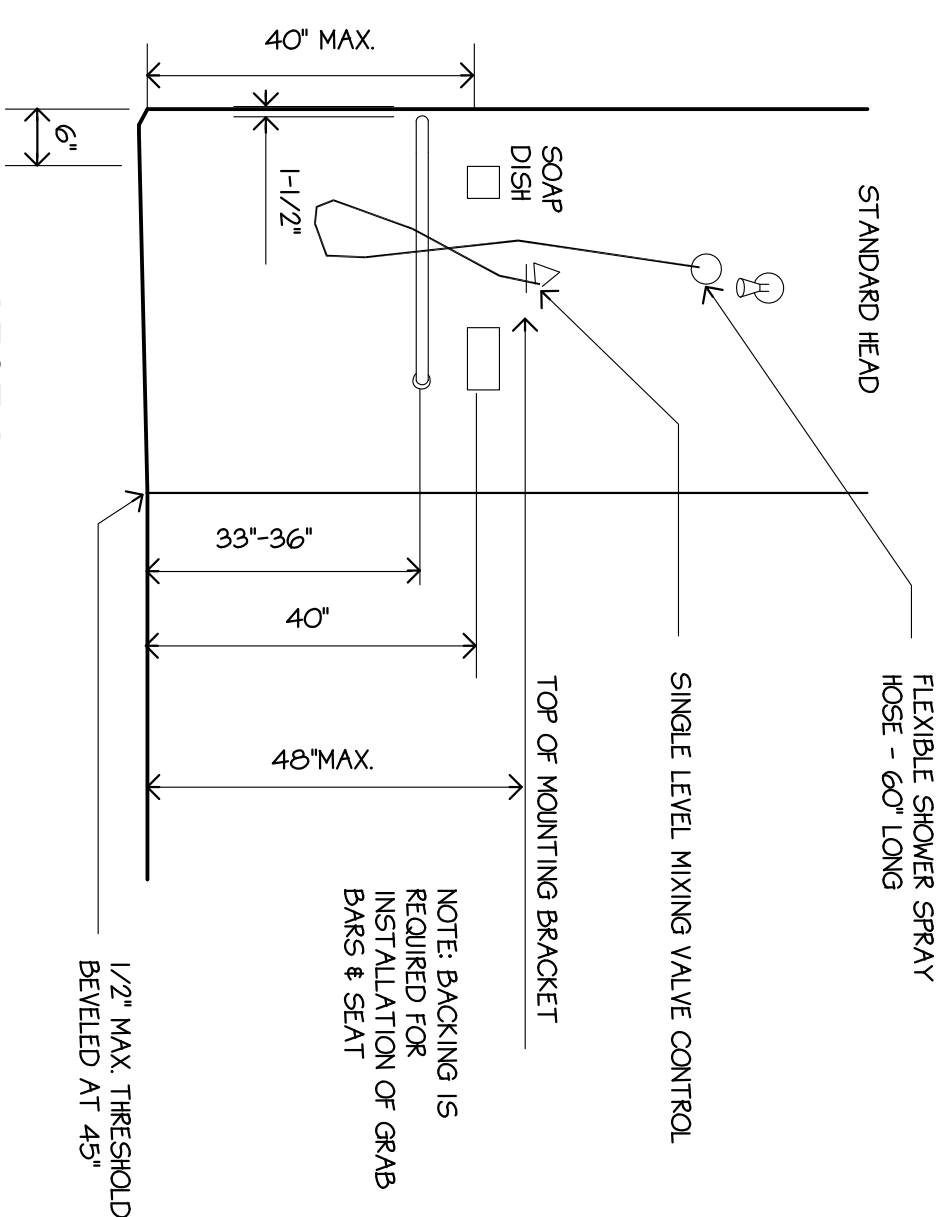 STANDARD HEAD
FLEXIBLE SHOWER SPRAY
HOSE - 60" LONG
SINGLE LEVEL MIXING VALVE CONTROL
SOAP
DISH
TOP OF MOUNTING BRACKET
40" MAX.
1-1/2"
6"
33"-36"
40"
48"MAX.
NOTE: BACKING IS
REQUIRED FOR
INSTALLATION OF GRAB
BARS & SEAT
1/2" MAX. THRESHOLD
BEVELED AT 45"